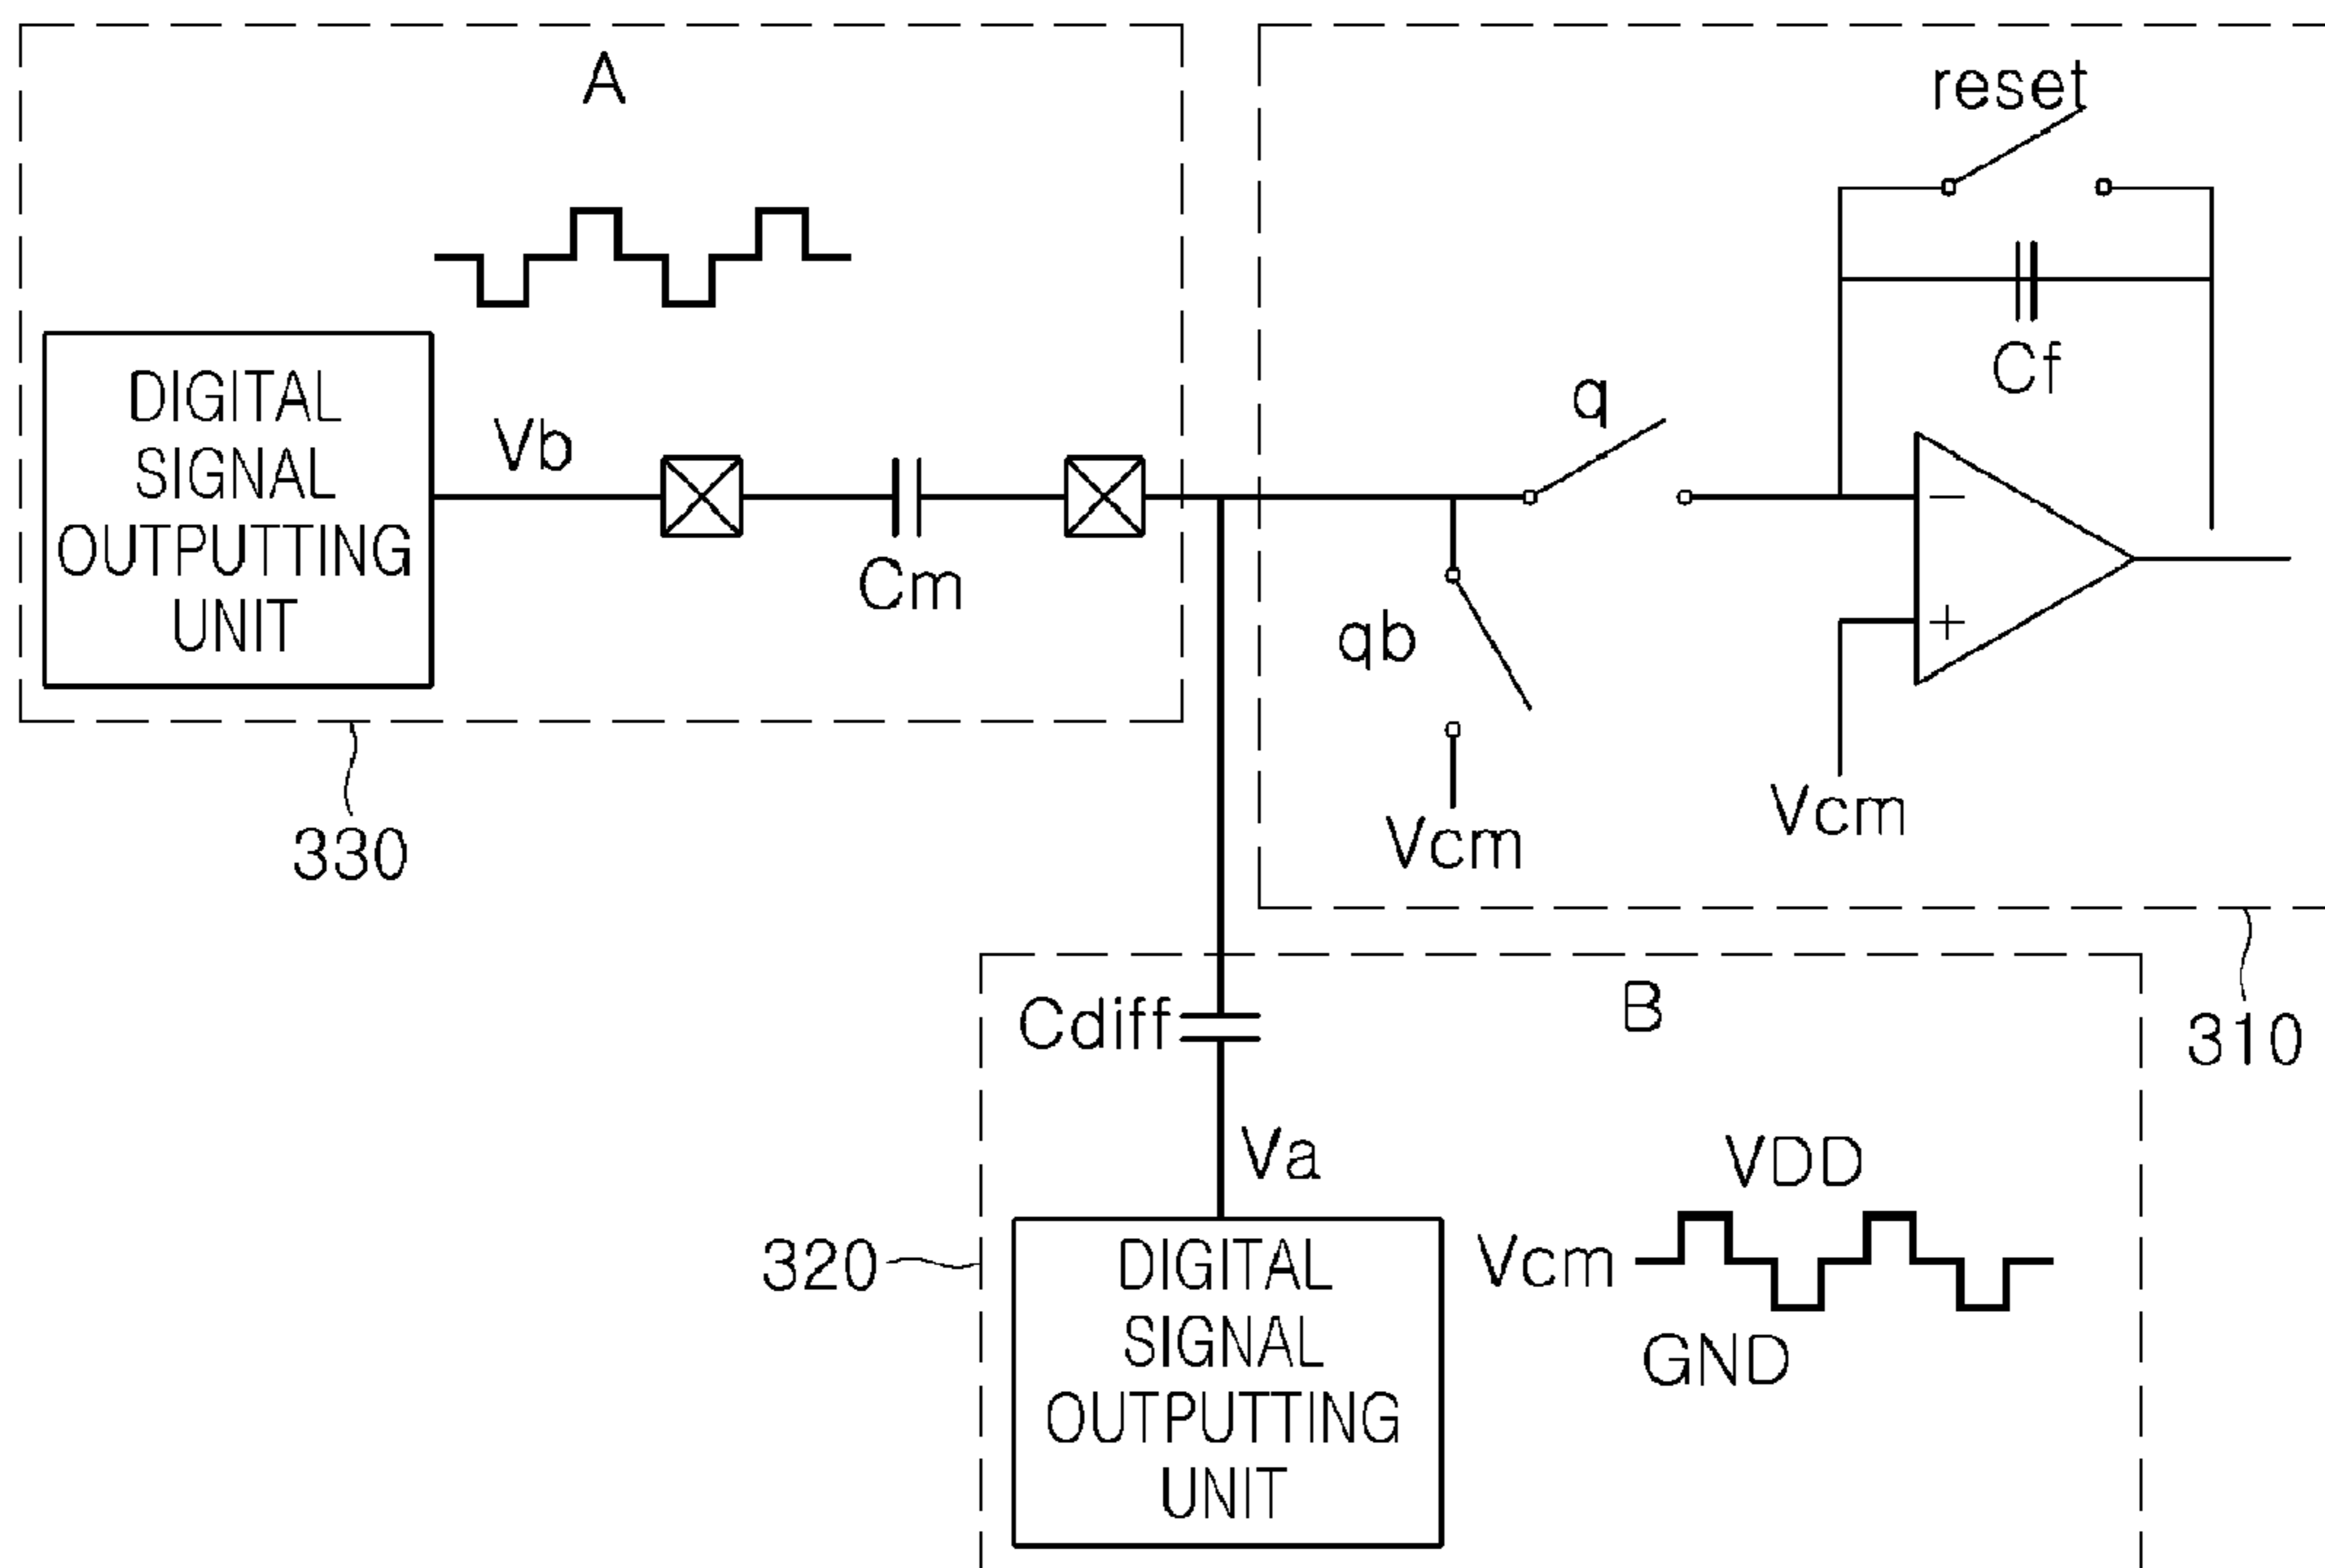 A
reset
Cf
q
DIGITAL
SIGNAL
OUTPUTTING
UNIT
Vb
Cm
qb
−
+
Vcm
Vcm
330
310
Cdiff
B
Va
VDD
Vcm
GND
320
DIGITAL
SIGNAL
OUTPUTTING
UNIT